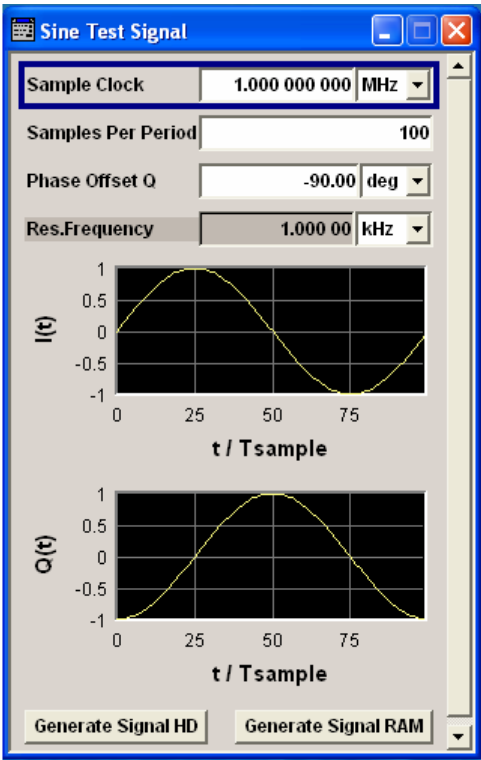 Sine Test Signal
Sample Clock 1.000 000 000 MHz
Samples Per Period 100
Phase Offset Q -90.00 deg
Res.Frequency 1.000 00 kHz
1
0.5
0
-0.5
-1
I(t)
0 25 50 75
t / Tsample
1
0.5
0
-0.5
-1
Q(t)
0 25 50 75
t / Tsample
Generate Signal HD Generate Signal RAM